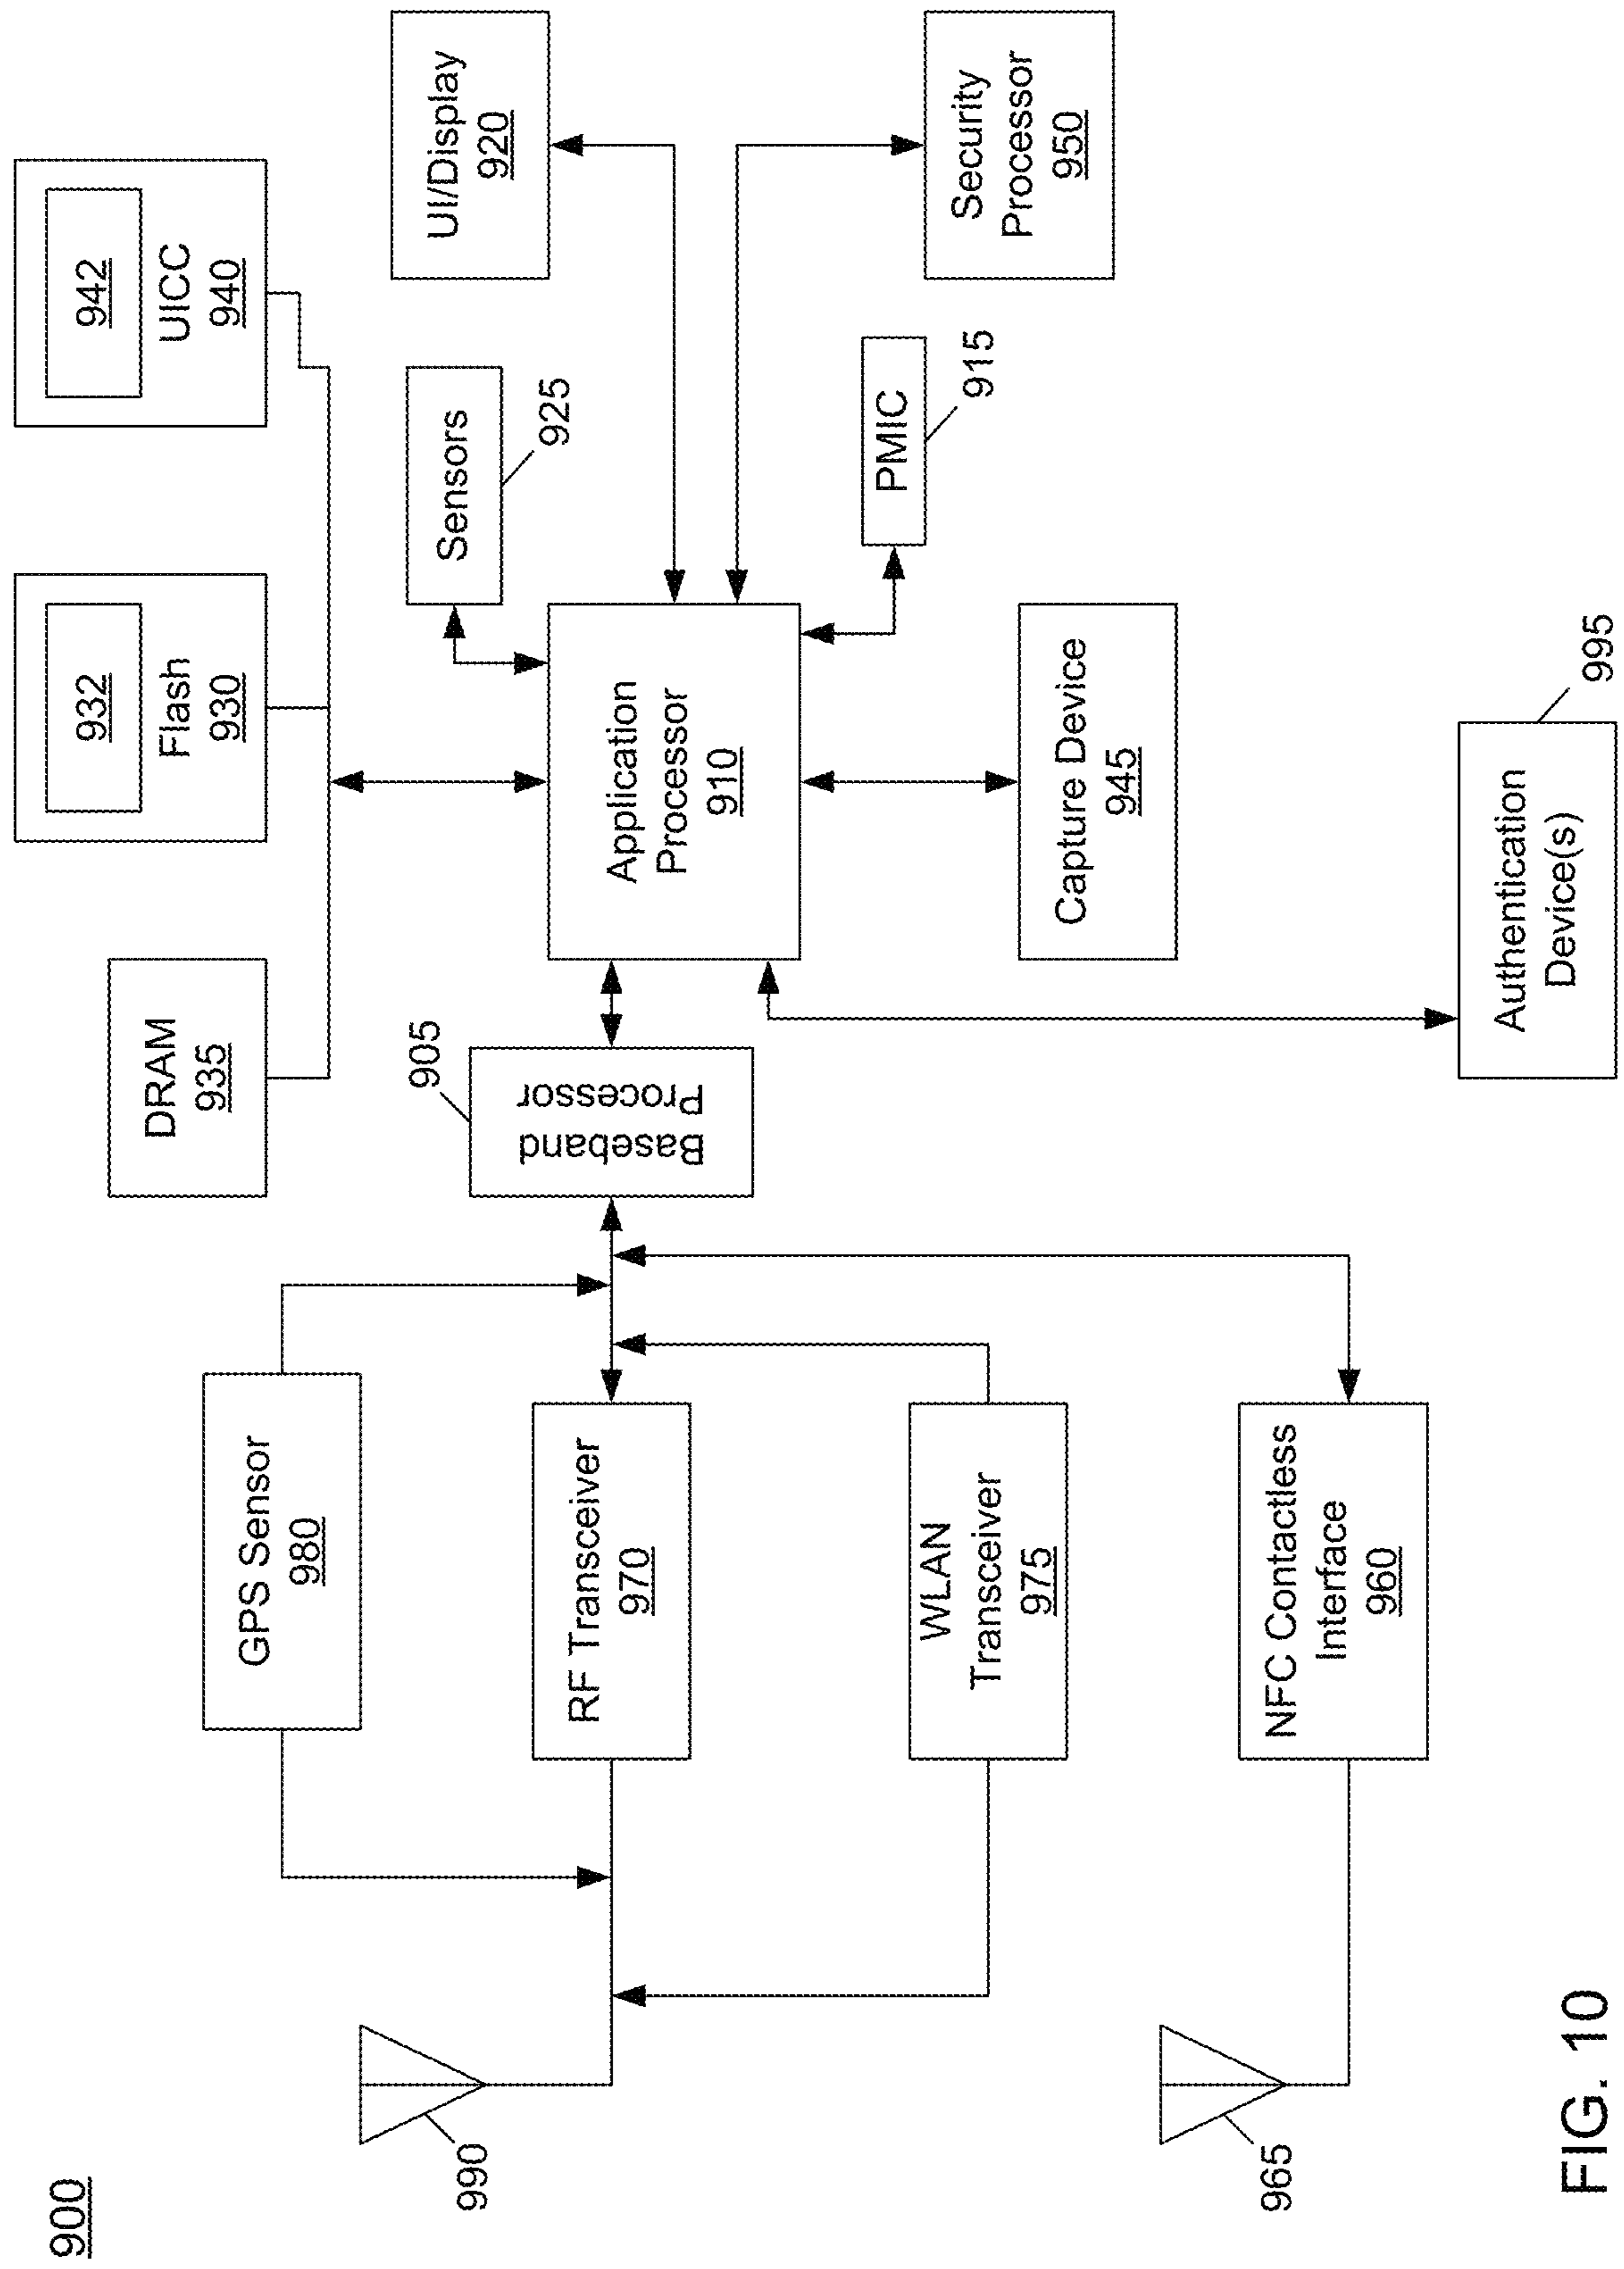 900
990
965
GPS Sensor
980
RF Transceiver
970
WLAN
Transceiver
975
NFC Contactless
Interface
960
Baseband
Processor
905
DRAM
935
932
Flash
930
942
UICC
940
Sensors
925
UI/Display
920
Application
Processor
910
Security
Processor
950
PMIC
915
Capture Device
945
Authentication
Device(s)
995
FIG. 10